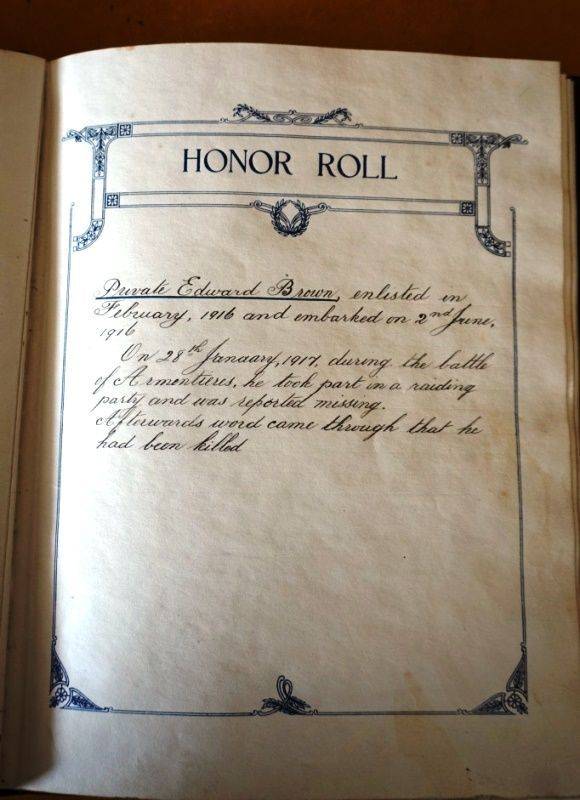 HONOR ROLL
Private Edward Brown, enlisted in
February, 1916 and embarked on 2nd June,
1916
On 28th January, 1917, during the battle
of Armentieres, he took part in a raiding
party and was reported missing.
Afterwards word came through that he
had been killed